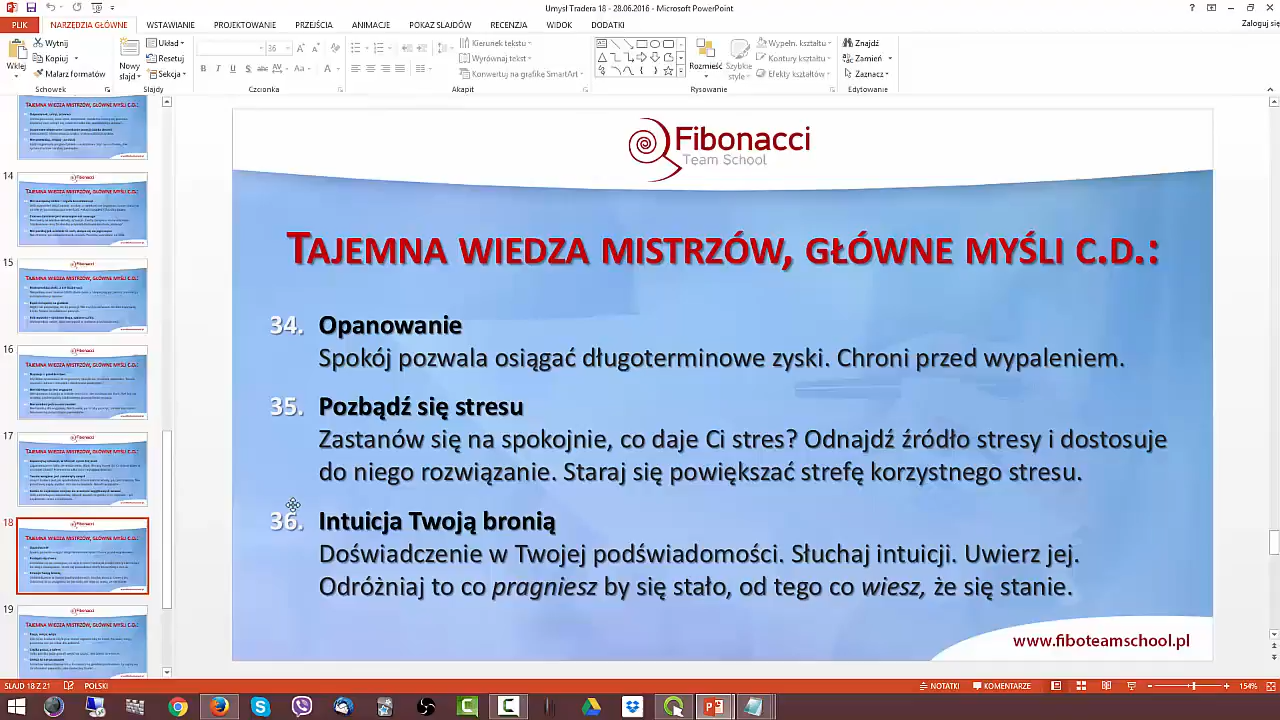 Umysł Tradera 18 - 28.06.2016 - Microsoft PowerPoint
PLIK NARZĘDZIA GŁÓWNE WSTAWIANIE PROJEKTOWANIE PRZEJŚCIA ANIMACJE POKAZ SLAJDÓW RECENZJA WIDOK DODATKI
Zaloguj się
Wklej
Wytnij
Kopiuj
Malarz formatów
Schowek
Nowy slajd
Układ
Resetuj
Sekcja
Slajdy
36
Czcionka
Kierunek tekstu
Wyrównaj tekst
Konwertuj na grafikę SmartArt
Akapit
Rozmieść
Szybkie style
Wypełn. kształtu
Kontury kształtu
Efekty kształtów
Rysowanie
Znajdź
Zamień
Zaznacz
Edytowanie
14
15
16
17
18
19
Fibonacci
Team School
TAJEMNA WIEDZA MISTRZÓW, GŁÓWNE MYŚLI C.D.:
34. Opanowanie
Spokój pozwala osiągać długoterminowe zyski. Chroni przed wypaleniem.
35. Pozbądź się stresu
Zastanów się na spokojnie, co daje Ci stres? Odnajdź źródło stresy i dostosuje
do niego rozwiązanie. Staraj się powiększać strefę korzystnego stresu.
36. Intuicja Twoją bronią
Doświadczenie w Twojej podświadomości. Słuchaj intuicji. Uwierz jej.
Odróżniaj to co pragniesz by się stało, od tego co wiesz, że się stanie.
www.fiboteamschool.pl
SLAJD 18 Z 21 POLSKI NOTATKI KOMENTARZE 154%